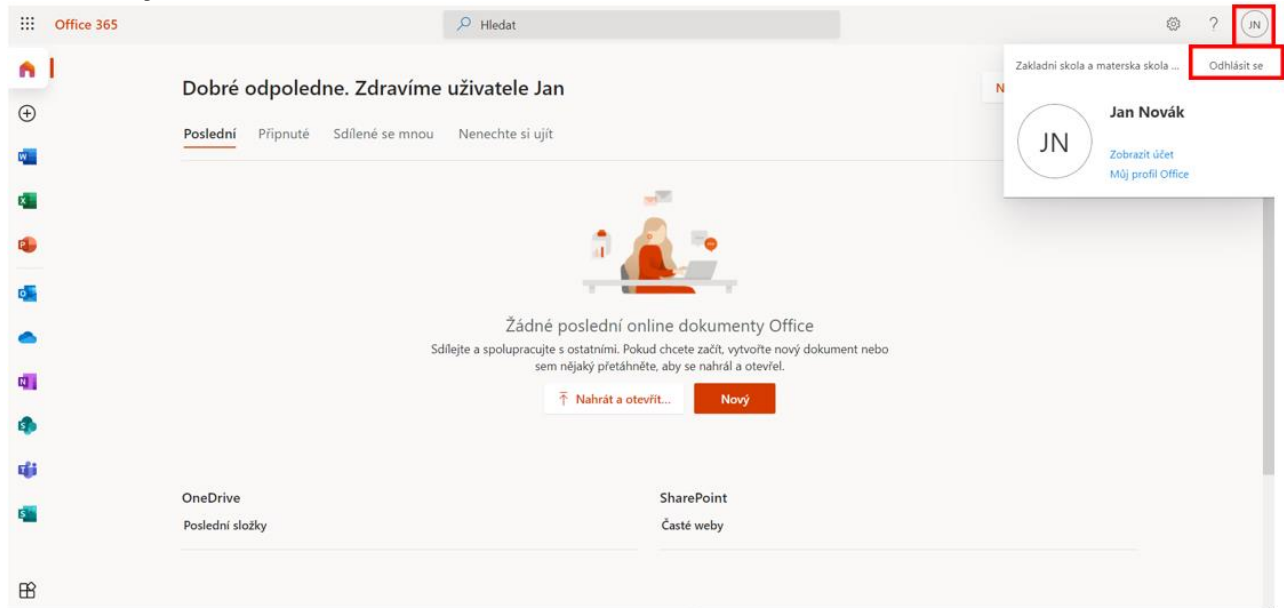 Office 365
Hledat
?
JN
Zakladni skola a materska skola ...
Odhlásit se
Dobré odpoledne. Zdravíme uživatele Jan
N
Jan Novák
JN
Zobrazit účet
Můj profil Office
Poslední
Připnuté
Sdílené se mnou
Nenechte si ujít
Žádné poslední online dokumenty Office
Sdílejte a spolupracujte s ostatními. Pokud chcete začít, vytvořte nový dokument nebo
sem nějaký přetáhněte, aby se nahrál a otevřel.
Nahrát a otevřít...
Nový
OneDrive
SharePoint
Poslední složky
Časté weby